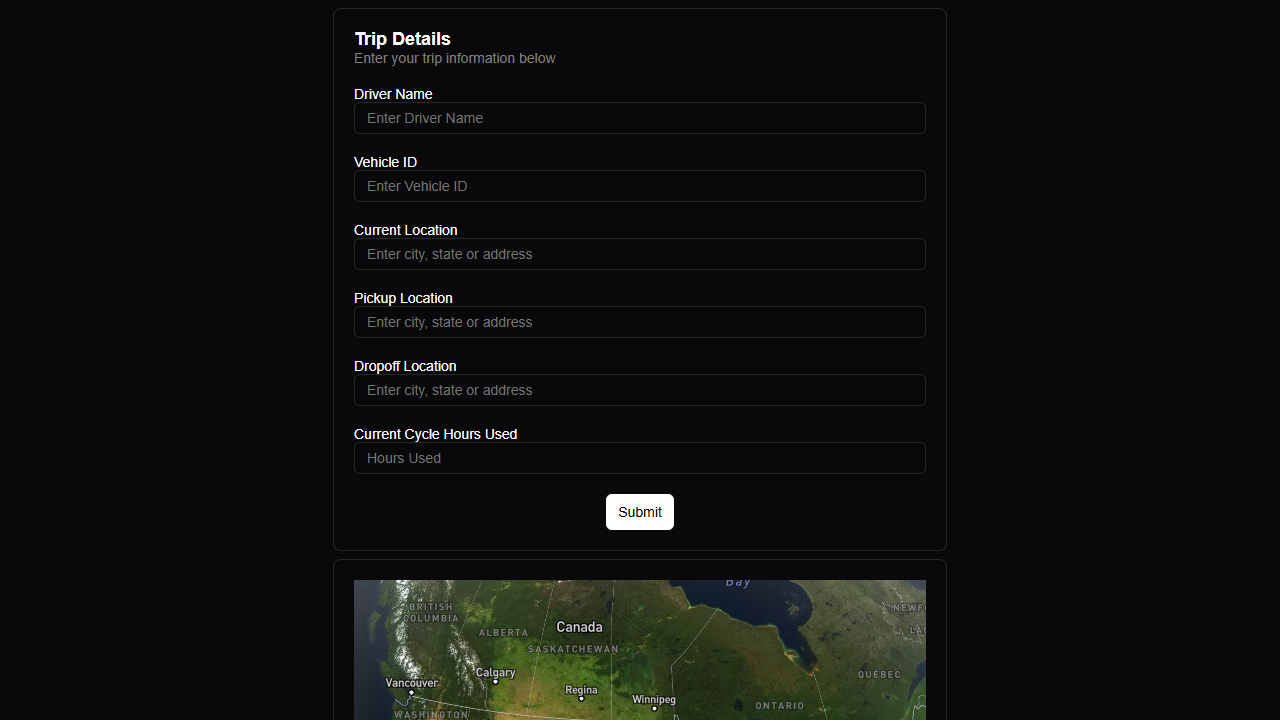 Trip Details
Enter your trip information below
Driver Name
Enter Driver Name
Vehicle ID
Enter Vehicle ID
Current Location
Enter city, state or address
Pickup Location
Enter city, state or address
Dropoff Location
Enter city, state or address
Current Cycle Hours Used
Hours Used
Submit
Bay
BRITISH
COLUMBIA
NEWF
ALBERTA
Canada
LA
SASKATCHEWAN
Calgary
QUÉBEC
Vancouver
Regina
Winnipeg
ONTARIO
WASHINGTON